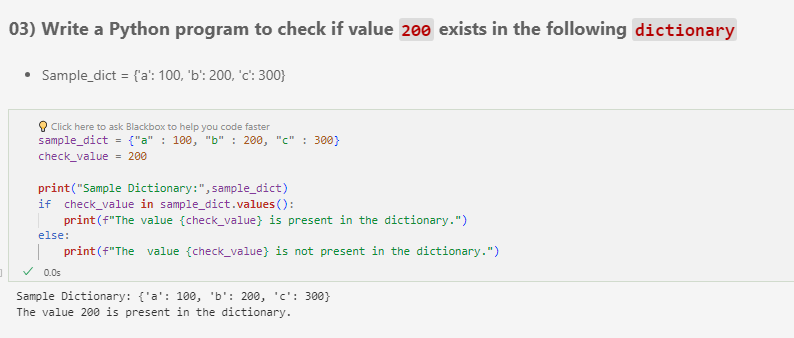 03) Write a Python program to check if value 200 exists in the following dictionary
• Sample_dict = {'a': 100, 'b': 200, 'c': 300}
Click here to ask Blackbox to help you code faster
sample_dict = {"a" : 100, "b" : 200, "c" : 300}
check_value = 200
print("Sample Dictionary:",sample_dict)
if  check_value in sample_dict.values():
    print(f"The value {check_value} is present in the dictionary.")
else:
    print(f"The  value {check_value} is not present in the dictionary.")
0.0s
Sample Dictionary: {'a': 100, 'b': 200, 'c': 300}
The value 200 is present in the dictionary.